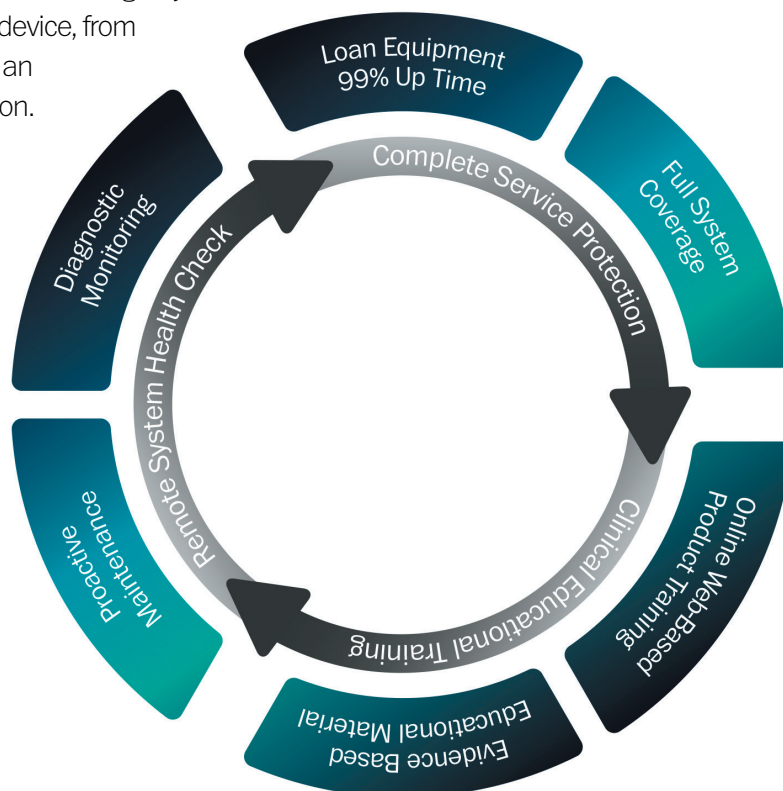 device, from
an
on.
Loan Equipment
99% Up Time
Full System
Coverage
Online Web-Based
Product Training
Evidence Based
Educational Material
Proactive
Maintenance
Diagnostic
Monitoring
Complete Service Protection
Clinical Educational Training
Remote System Health Check